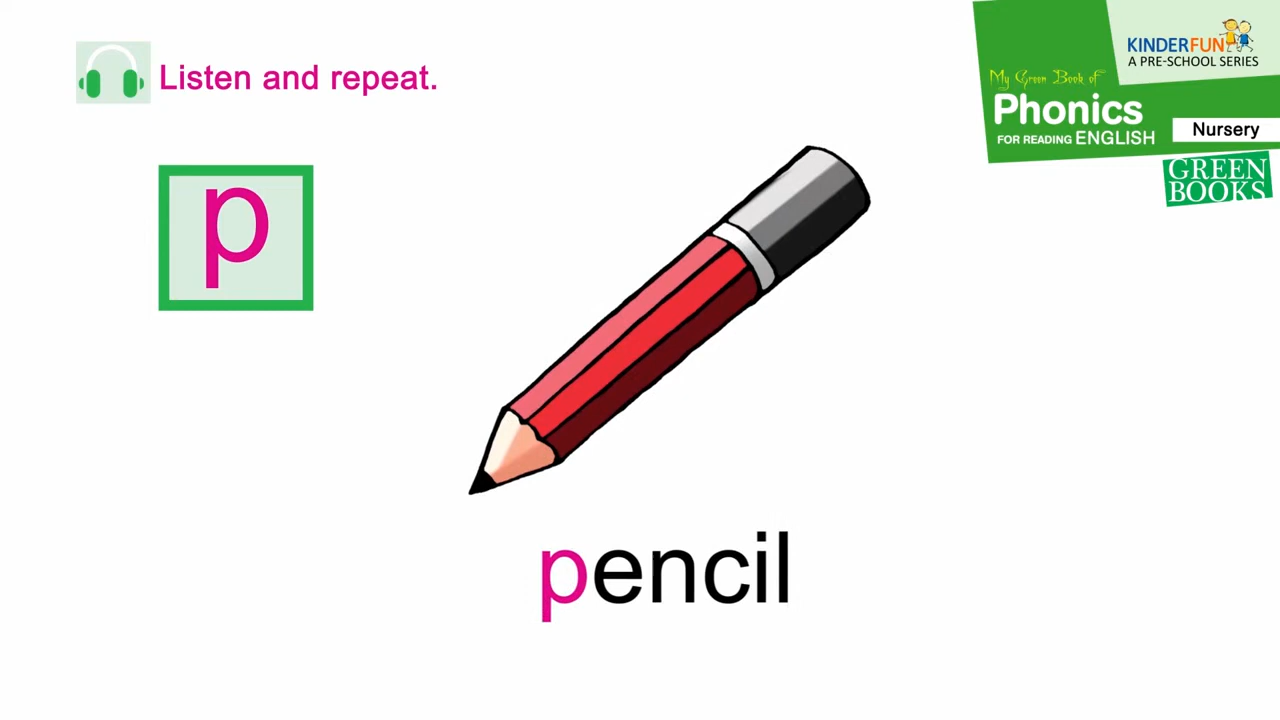 Listen and repeat.
KINDERFUN
A PRE-SCHOOL SERIES
My Green Book of
Phonics
FOR READING ENGLISH
Nursery
GREEN
BOOKS
p
pencil